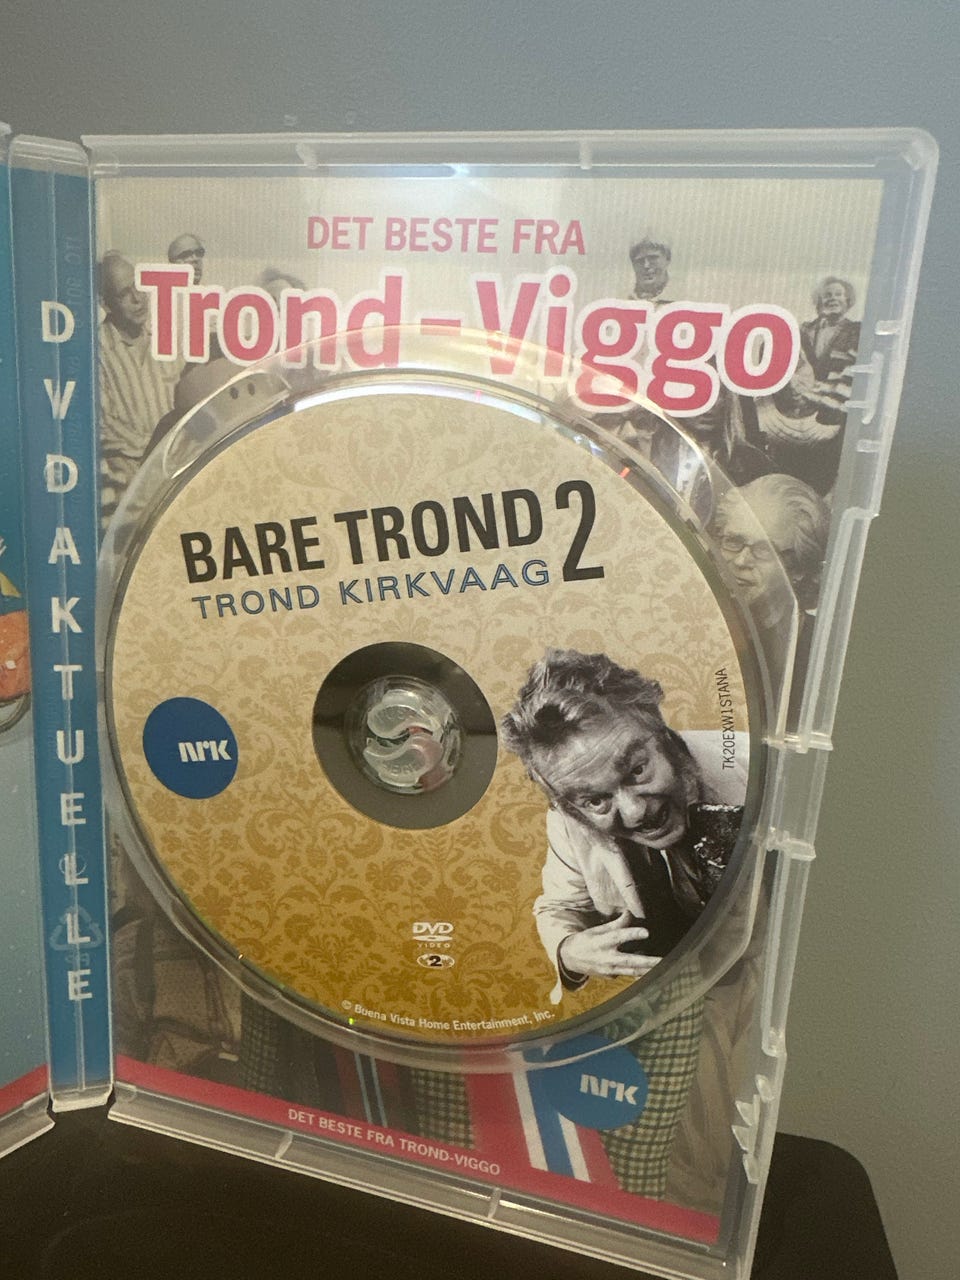 DVDAKTUELLE
DET BESTE FRA
Trond-Viggo
BARE TROND 2
TROND KIRKVAAG
nrk
TK20EXW1STANA
DVD
VIDEO
2
© Buena Vista Home Entertainment, Inc.
nrk
DET BESTE FRA TROND-VIGGO